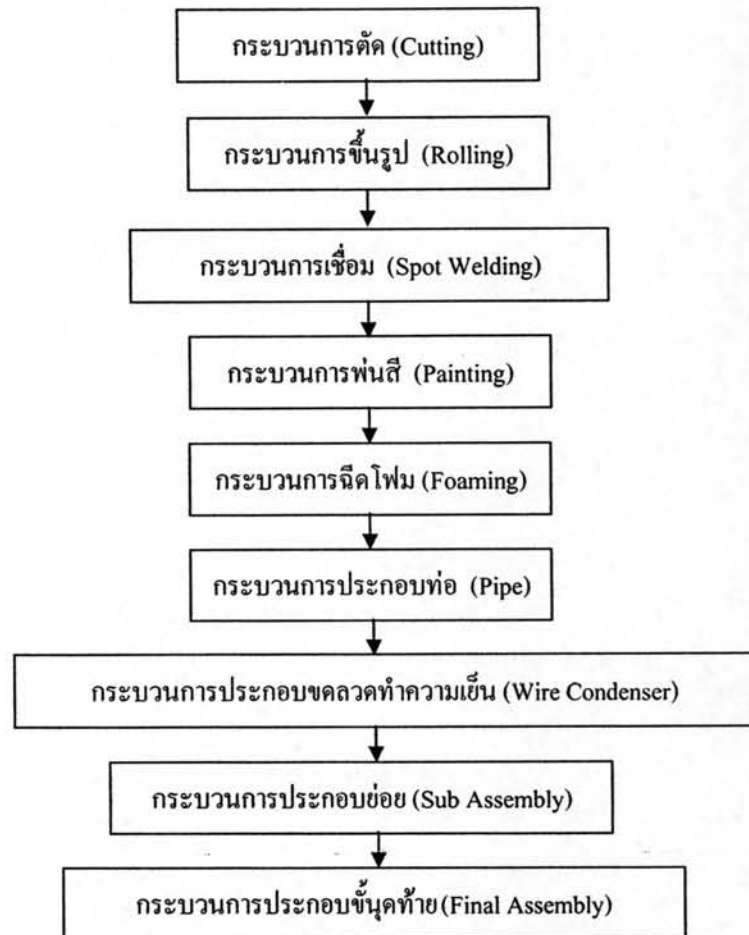 กระบวนการตัด (Cutting)
กระบวนการขึ้นรูป (Rolling)
กระบวนการเชื่อม (Spot Welding)
กระบวนการพ่นสี (Painting)
กระบวนการฉีดโฟม (Foaming)
กระบวนการประกอบท่อ (Pipe)
กระบวนการประกอบขดลวดทำความเย็น (Wire Condenser)
กระบวนการประกอบย่อย (Sub Assembly)
กระบวนการประกอบขั้นุดท้าย(Final Assembly)